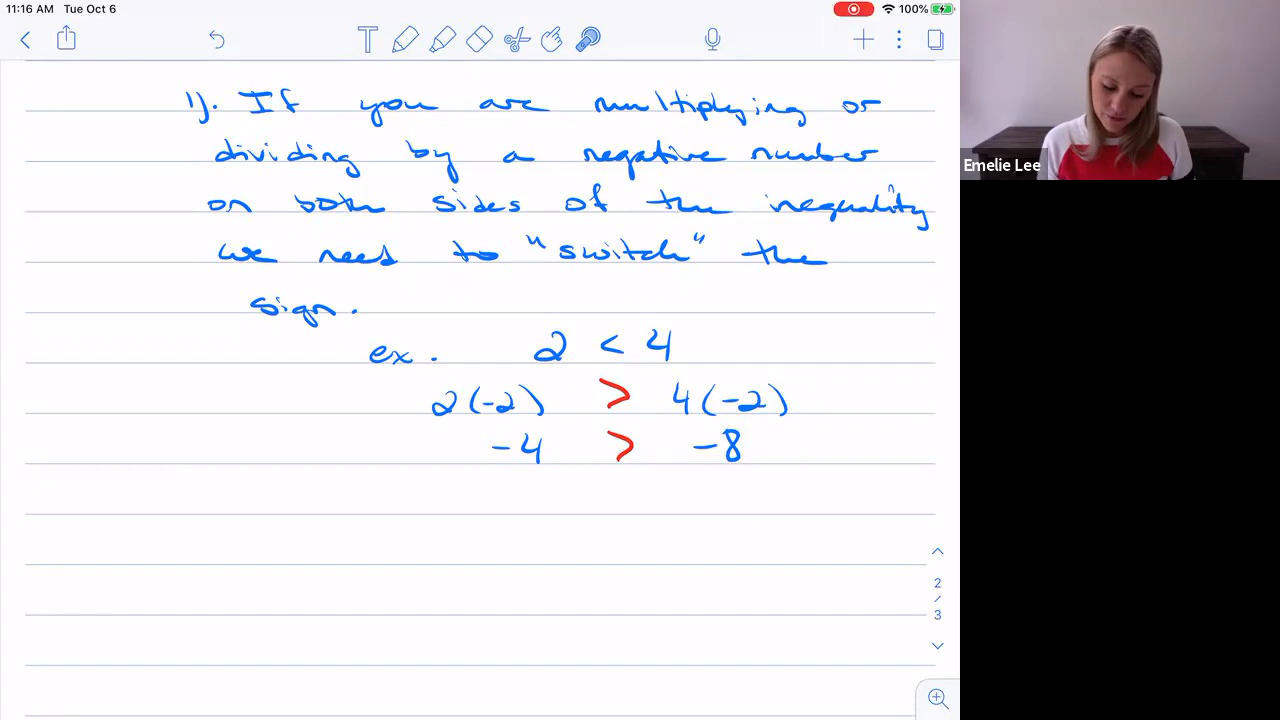 11:16 AM Tue Oct 6
100%
T
Emelie Lee
1). If you are multiplying or
dividing by a negative number
on both sides of the inequality
we need to "switch" the
sign.
ex. 2 < 4
2(-2) > 4(-2)
-4 > -8
2
/
3